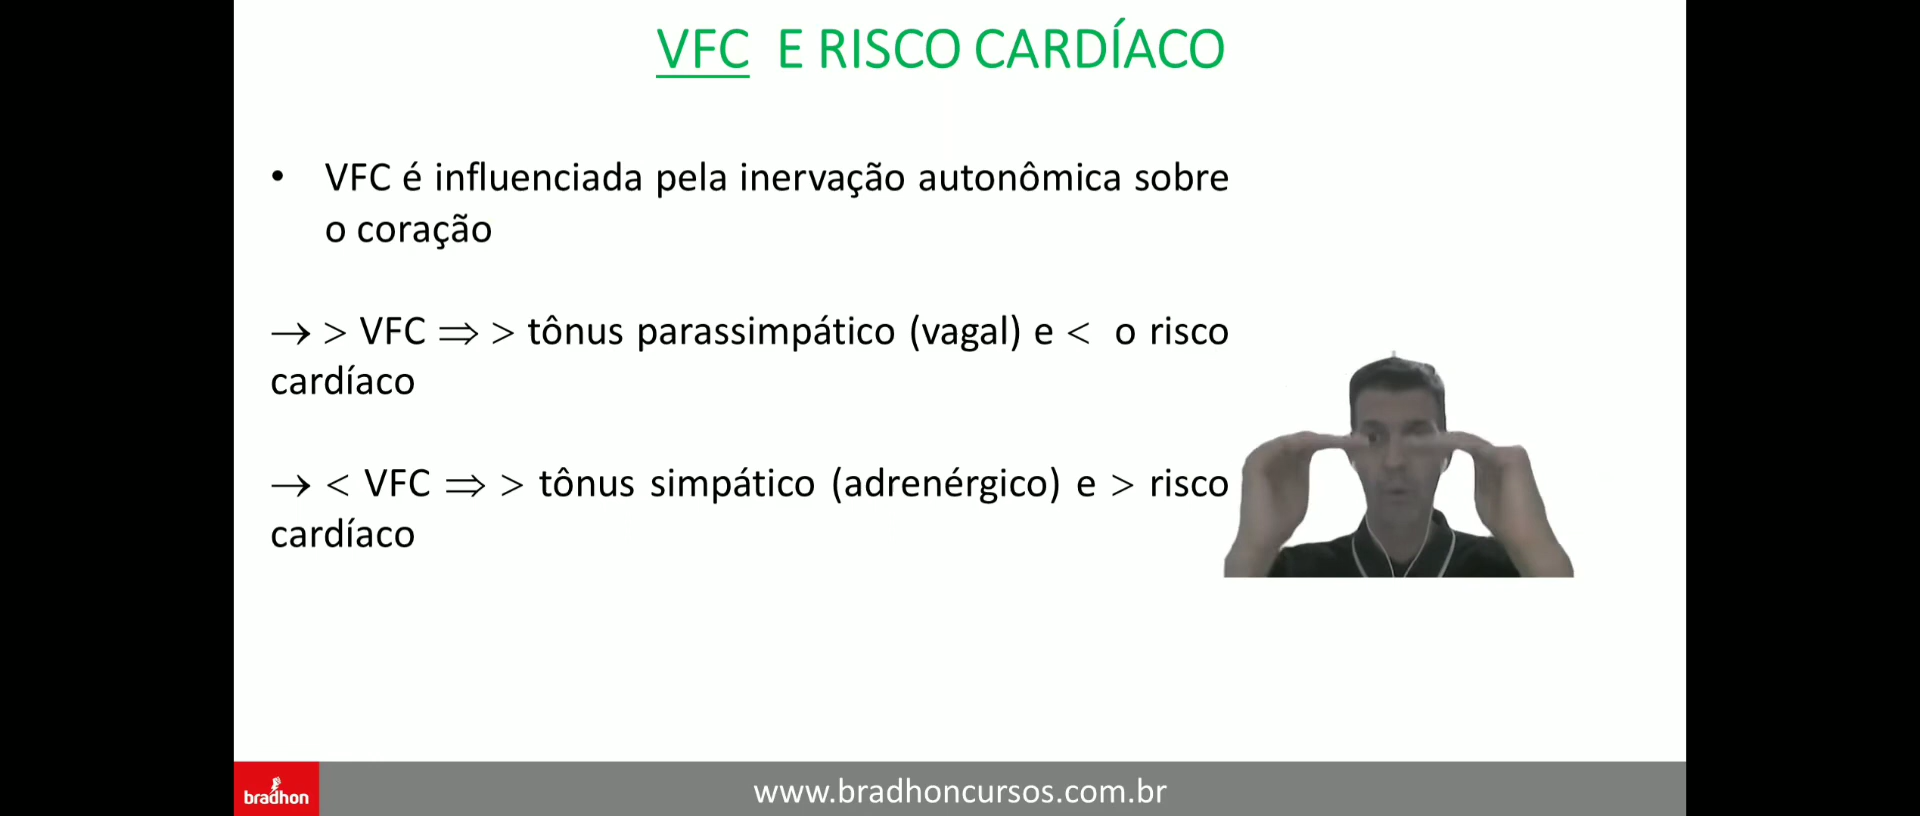 VFC E RISCO CARDÍACO
• VFC é influenciada pela inervação autonômica sobre
o coração
→ > VFC ⇒ > tônus parassimpático (vagal) e < o risco
cardíaco
→ < VFC ⇒ > tônus simpático (adrenérgico) e > risco
cardíaco
bradhon
www.bradhoncursos.com.br